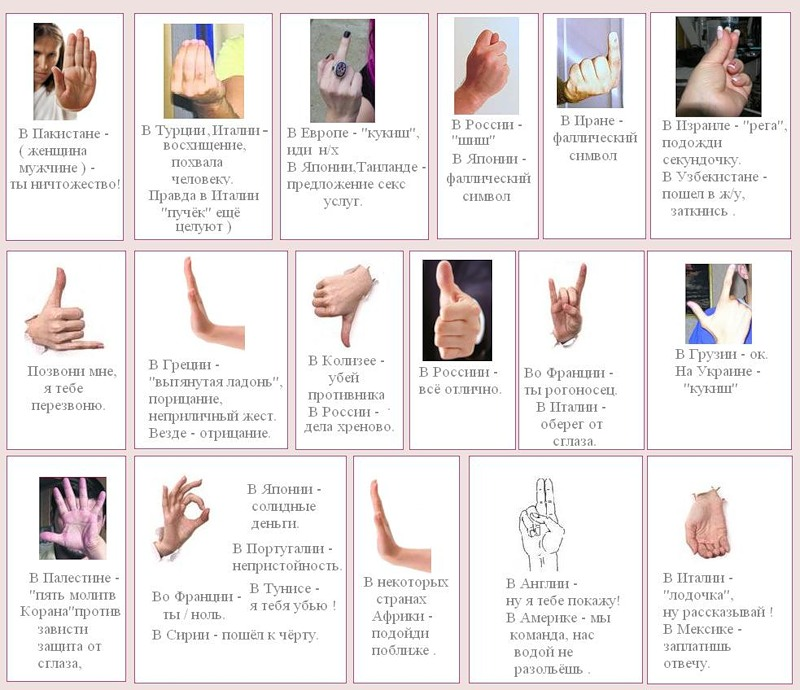 В Пакистане -
( женщина
мужчине ) -
ты ничтожество!
В Турции, Итални -
восхищение,
похвала
человеку.
Правда в Италии
"пучёк" ещё
целуют )
В Европе - "кукиш",
иди н/х
В Японии,Таиланде -
предложение секс
услуг.
В России -
"шиш"
В Японии -
фаллический
символ
В Иране -
фаллический
символ
В Израиле - "рега",
подожди
секундочку.
В Узбекистане -
пошел в ж/у,
заткнись .
Позвони мне,
я тебе
перезвоню.
В Греции -
"вытянутая ладонь",
порицание,
неприличный жест.
Везде - отрицание.
В Колизее -
убей
противника
В России -
дела хреново.
В Россини -
всё отлично.
Во Франции -
ты рогоносец.
В Италии -
оберег от
сглаза.
В Грузии - ок.
На Украине -
"кукиш"
В Палестине -
"пять молитв
Корана"против
зависти
защита от
сглаза,
В Японии -
солидные
деньги.
В Португалии -
непристойность.
Во Франции -
ты / ноль.
В Тунисе -
я тебя убью !
В Сирии - пошёл к чёрту.
В некоторых
странах
Африки -
подойди
поближе .
В Англии -
ну я тебе покажу!
В Америке - мы
команда, нас
водой не
разольёшь .
В Италии -
"лодочка",
ну рассказывай !
В Мексике -
заплатишь
отвечу.